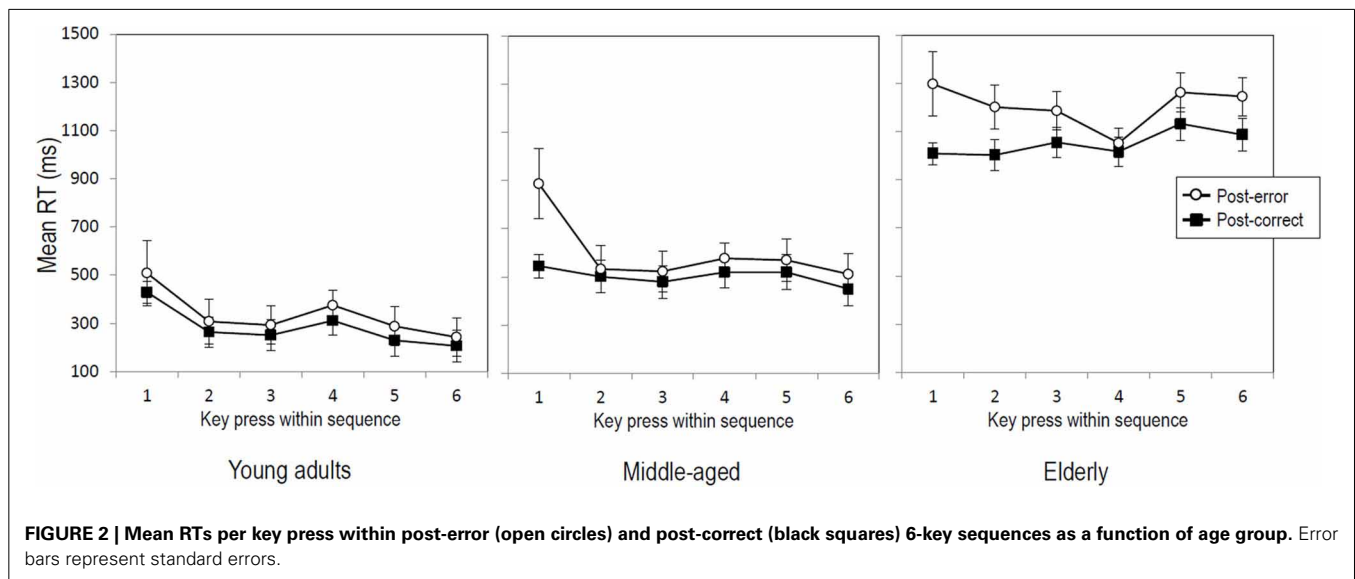 1500
1300
1100
900
700
500
300
100
Mean RT (ms)
1 2 3 4 5 6
Key press within sequence
Young adults
1 2 3 4 5 6
Key press within sequence
Middle-aged
1 2 3 4 5 6
Key press within sequence
Elderly
Post-error
Post-correct
FIGURE 2 | Mean RTs per key press within post-error (open circles) and post-correct (black squares) 6-key sequences as a function of age group. Error
bars represent standard errors.